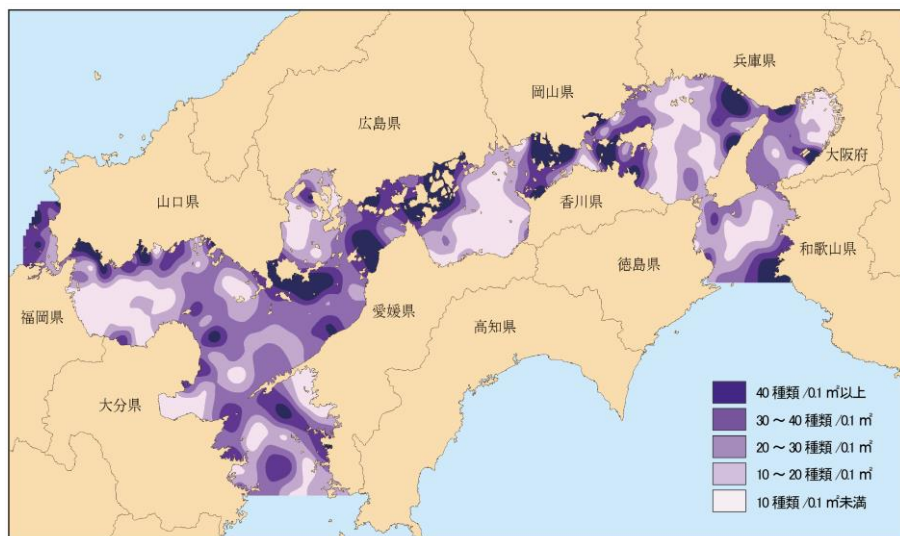 兵庫県
岡山県
広島県
大阪府
山口県
香川県
徳島県
和歌山県
福岡県
愛媛県
高知県
大分県
40 種類 /0.1 ㎡以上
30 ～ 40 種類 /0.1 ㎡
20 ～ 30 種類 /0.1 ㎡
10 ～ 20 種類 /0.1 ㎡
10 種類 /0.1 ㎡未満